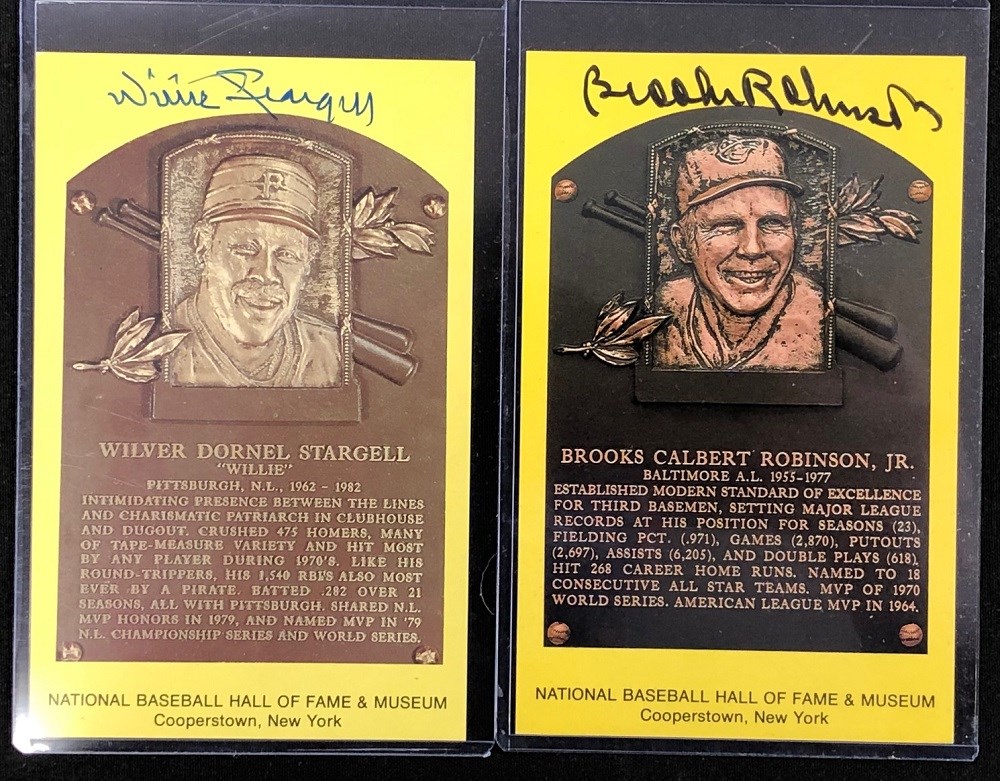 Willie Stargell
P
WILVER DORNEL STARGELL
"WILLIE"
PITTSBURGH, N.L., 1962 - 1982
INTIMIDATING PRESENCE BETWEEN THE LINES
AND CHARISMATIC PATRIARCH IN CLUBHOUSE
AND DUGOUT. CRUSHED 475 HOMERS, MANY
OF TAPE-MEASURE VARIETY AND HIT MOST
BY ANY PLAYER DURING 1970'S. LIKE HIS
ROUND-TRIPPERS, HIS 1,540 RBI'S ALSO MOST
EVER BY A PIRATE. BATTED .282 OVER 21
SEASONS, ALL WITH PITTSBURGH. SHARED N.L.
MVP HONORS IN 1979, AND NAMED MVP IN '79
N.L. CHAMPIONSHIP SERIES AND WORLD SERIES.
NATIONAL BASEBALL HALL OF FAME & MUSEUM
Cooperstown, New York
Brooks Robinson
BROOKS CALBERT ROBINSON, JR.
BALTIMORE A.L. 1955-1977
ESTABLISHED MODERN STANDARD OF EXCELLENCE
FOR THIRD BASEMEN, SETTING MAJOR LEAGUE
RECORDS AT HIS POSITION FOR SEASONS (23),
FIELDING PCT. (.971), GAMES (2,870), PUTOUTS
(2,697), ASSISTS (6,205), AND DOUBLE PLAYS (618).
HIT 268 CAREER HOME RUNS. NAMED TO 18
CONSECUTIVE ALL STAR TEAMS. MVP OF 1970
WORLD SERIES. AMERICAN LEAGUE MVP IN 1964.
NATIONAL BASEBALL HALL OF FAME & MUSEUM
Cooperstown, New York